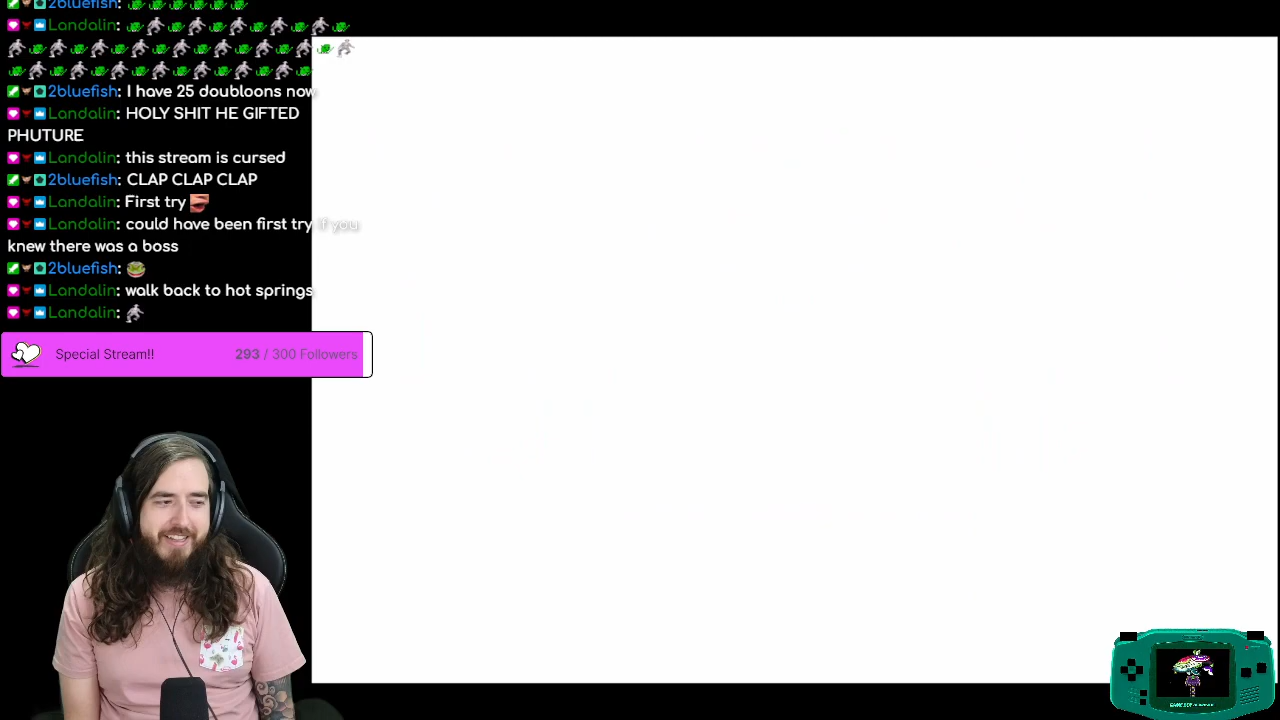 2bluefish:
Landalin:
2bluefish: I have 25 doubloons now
Landalin: HOLY SHIT HE GIFTED
PHUTURE
Landalin: this stream is cursed
2bluefish: CLAP CLAP CLAP
Landalin: First try
Landalin: could have been first try if you
knew there was a boss
2bluefish:
Landalin: walk back to hot springs
Landalin:
Special Stream!! 293 / 300 Followers